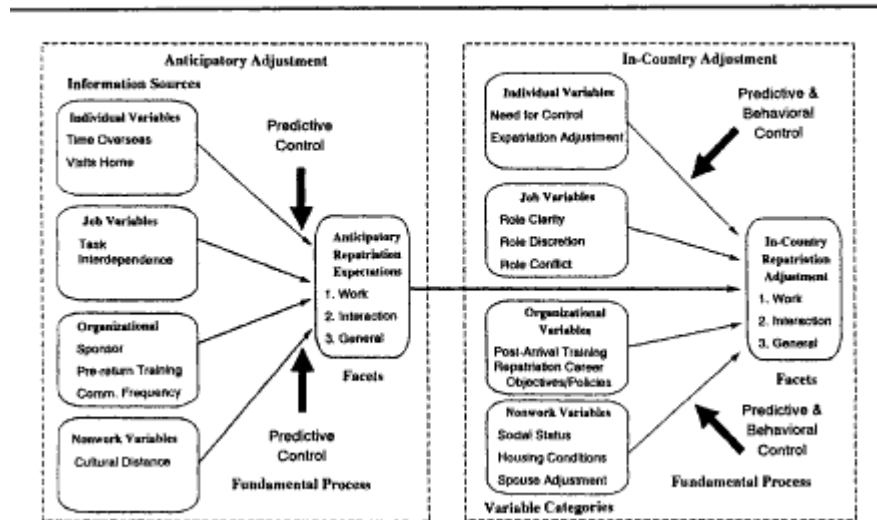 Anticipatory Adjustment
Information Sources
Individual Variables
Time Overseas
Visits Home
Predictive
Control
Job Variables
Task
Interdependence
Anticipatory
Repatriation
Expectations
1. Work
2. Interaction
3. General
Organizational
Sponsor
Pre-return Training
Comm. Frequency
Facets
Nonwork Variables
Cultural Distance
Predictive
Control
Fundamental Process
In-Country Adjustment
Individual Variables
Need for Control
Expatriation Adjustment
Predictive &
Behavioral
Control
Job Variables
Role Clarity
Role Discretion
Role Conflict
In-Country
Repatriation
Adjustment
1. Work
2. Interaction
3. General
Organizational
Variables
Post-Arrival Training
Repatriation Career
Objectives/Policies
Facets
Nonwork Variables
Social Status
Housing Conditions
Spouse Adjustment
Predictive &
Behavioral
Control
Fundamental Process
Variable Categories